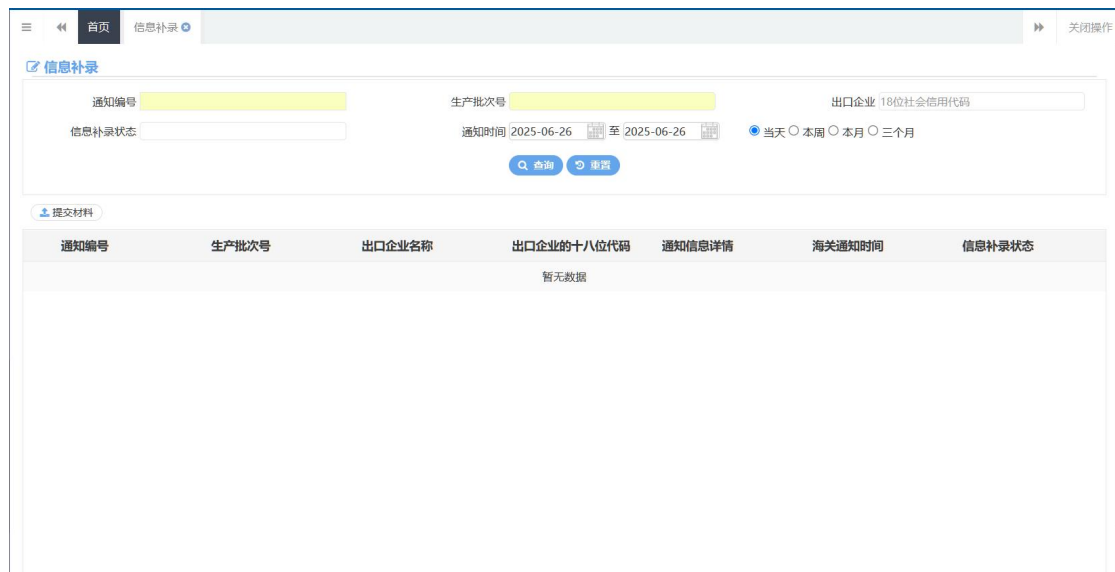 首页 信息补录 关闭操作
信息补录
通知编号 生产批次号 出口企业 18位社会信用代码
信息补录状态 通知时间 2025-06-26 至 2025-06-26 当天 本周 本月 三个月
查询 重置
提交材料
通知编号 生产批次号 出口企业名称 出口企业的十八位代码 通知信息详情 海关通知时间 信息补录状态
暂无数据